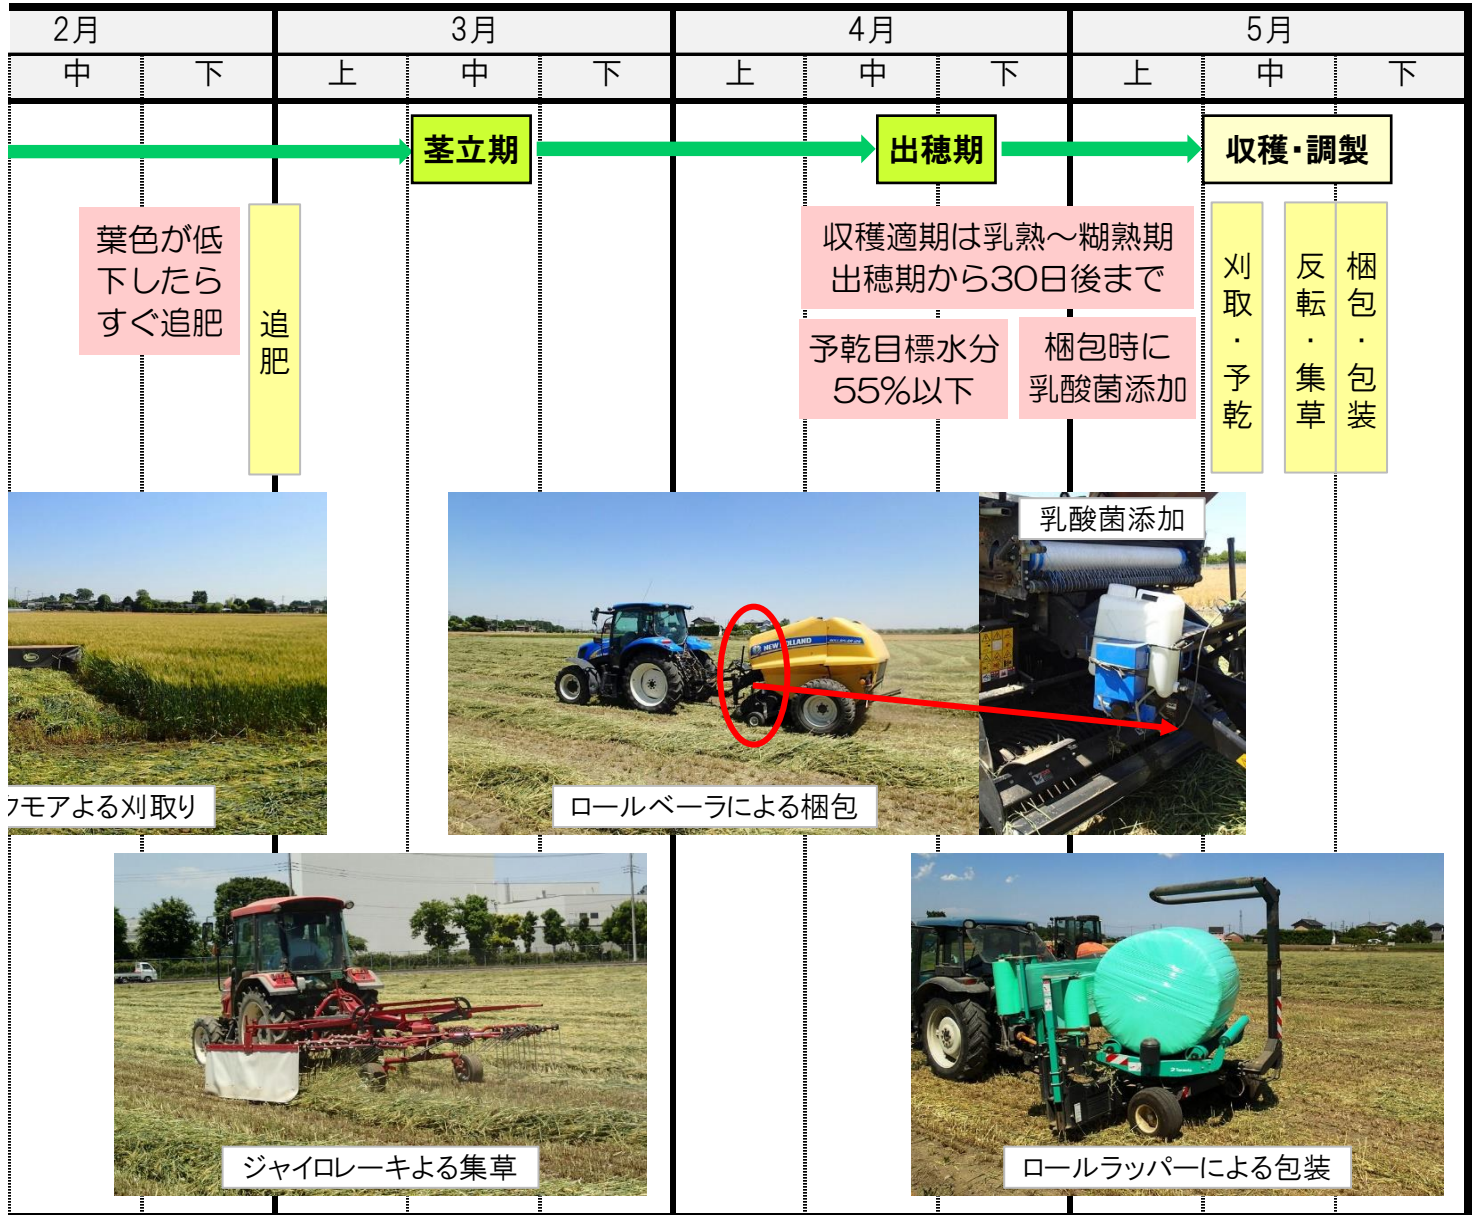 2月
3月
4月
5月
中
下
上
中
下
上
中
下
上
中
下
茎立期
出穂期
収穫・調製
葉色が低
下したら
すぐ追肥
追肥
収穫適期は乳熟～糊熟期
出穂期から30日後まで
予乾目標水分
55%以下
梱包時に
乳酸菌添加
刈取・予乾
反転・集草
梱包・包装
乳酸菌添加
NEW HOLLAND
クモアよる刈取り
ロールベーラによる梱包
ジャイロレーキよる集草
ロールラッパーによる包装